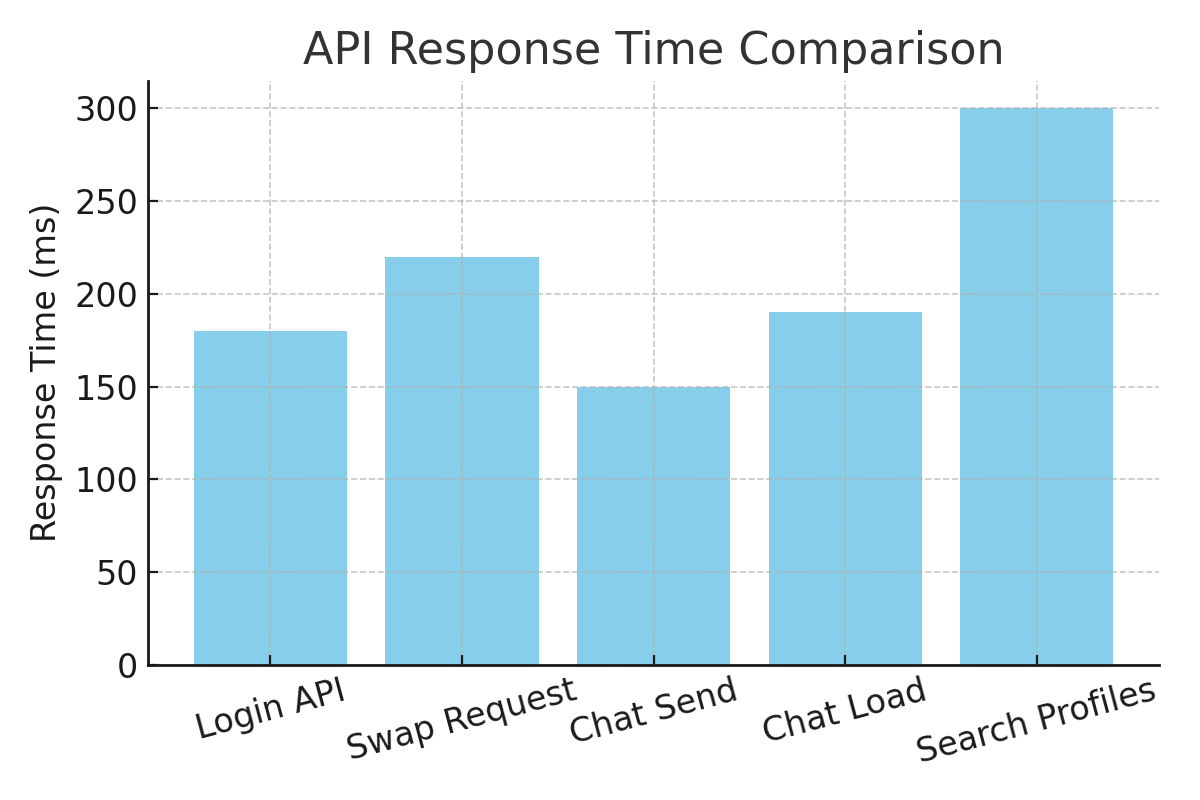 API Response Time Comparison
Response Time (ms)
300
250
200
150
100
50
0
Login API
Swap Request
Chat Send
Chat Load
Search Profiles